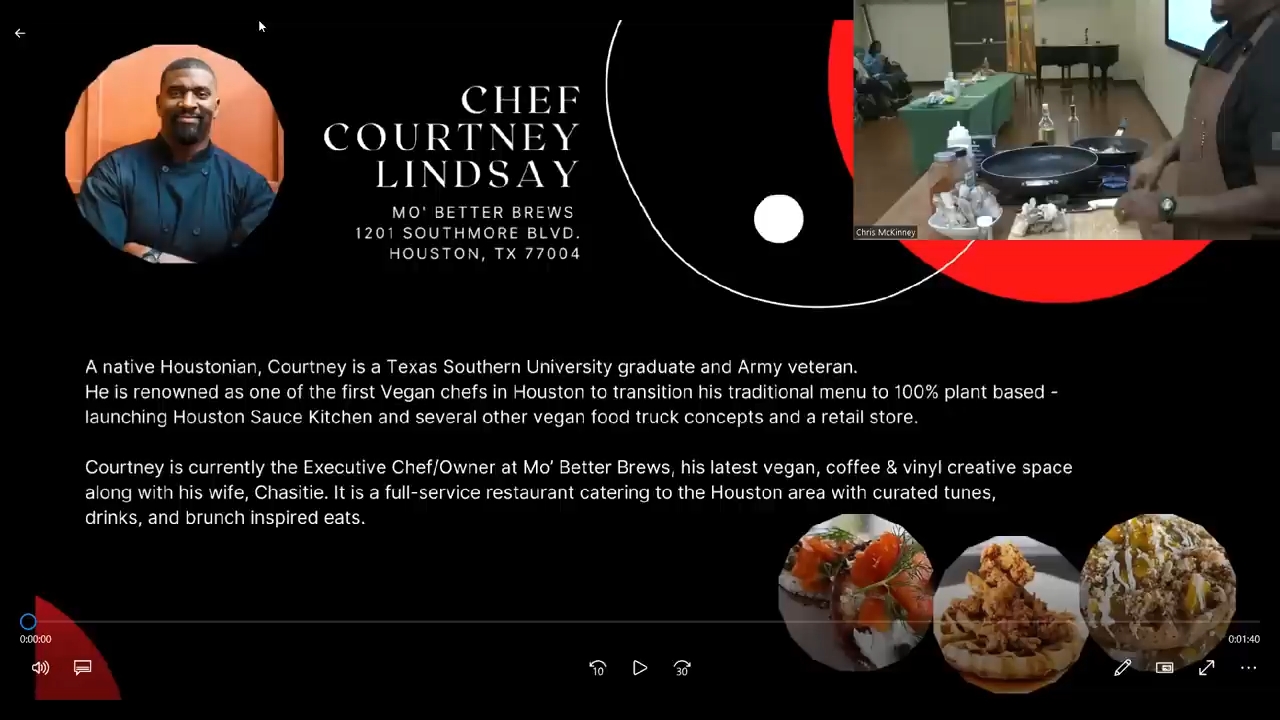 CHEF
COURTNEY
LINDSAY
MO' BETTER BREWS
1201 SOUTHMORE BLVD.
HOUSTON, TX 77004
Chris McKinney
A native Houstonian, Courtney is a Texas Southern University graduate and Army veteran.
He is renowned as one of the first Vegan chefs in Houston to transition his traditional menu to 100% plant based -
launching Houston Sauce Kitchen and several other vegan food truck concepts and a retail store.
Courtney is currently the Executive Chef/Owner at Mo' Better Brews, his latest vegan, coffee & vinyl creative space
along with his wife, Chasitie. It is a full-service restaurant catering to the Houston area with curated tunes,
drinks, and brunch inspired eats.
0:00:00
0:01:40
10
30